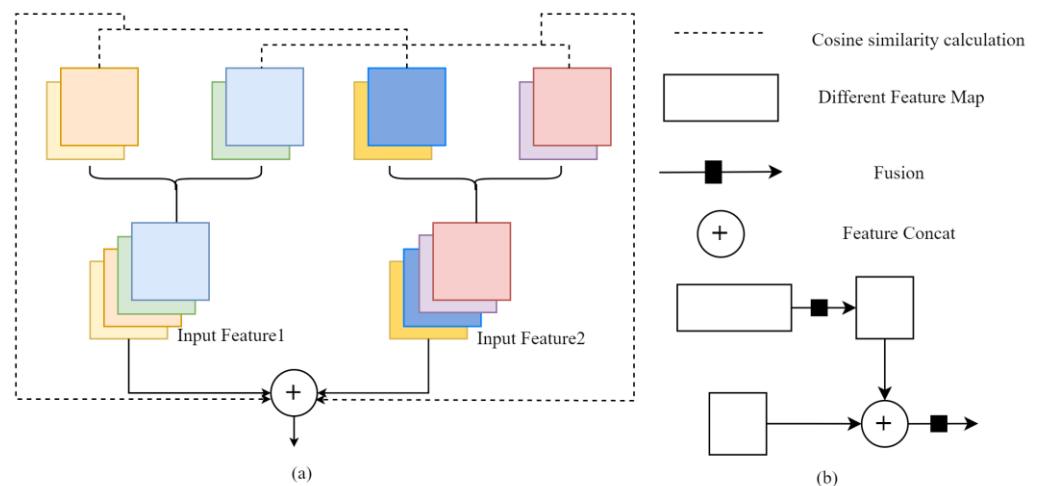 Cosine similarity calculation
Different Feature Map
Fusion
+
Feature Concat
Input Feature1
Input Feature2
+
+
(a)
(b)